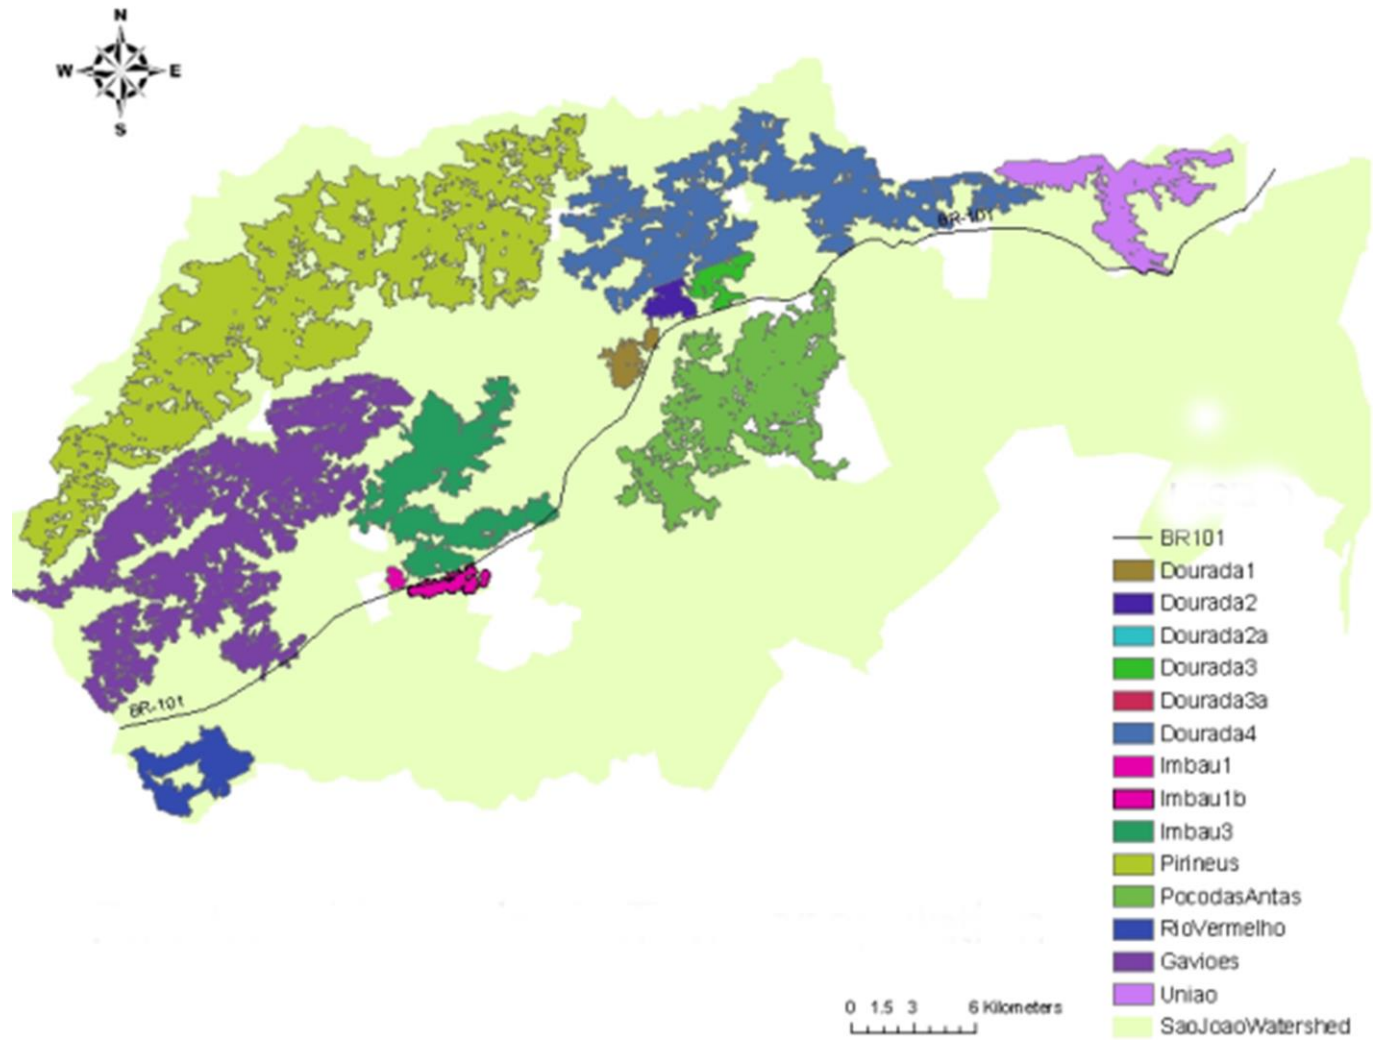 N
W E
S
BR-101
BR-101
BR101
Dourada1
Dourada2
Dourada2a
Dourada3
Dourada3a
Dourada4
Imbau1
Imbau1b
Imbau3
Pirineus
PocodasAntas
RioVermelho
Gavioes
Uniao
SaoJoaoWatershed
0 1.5 3 6 Kilometers